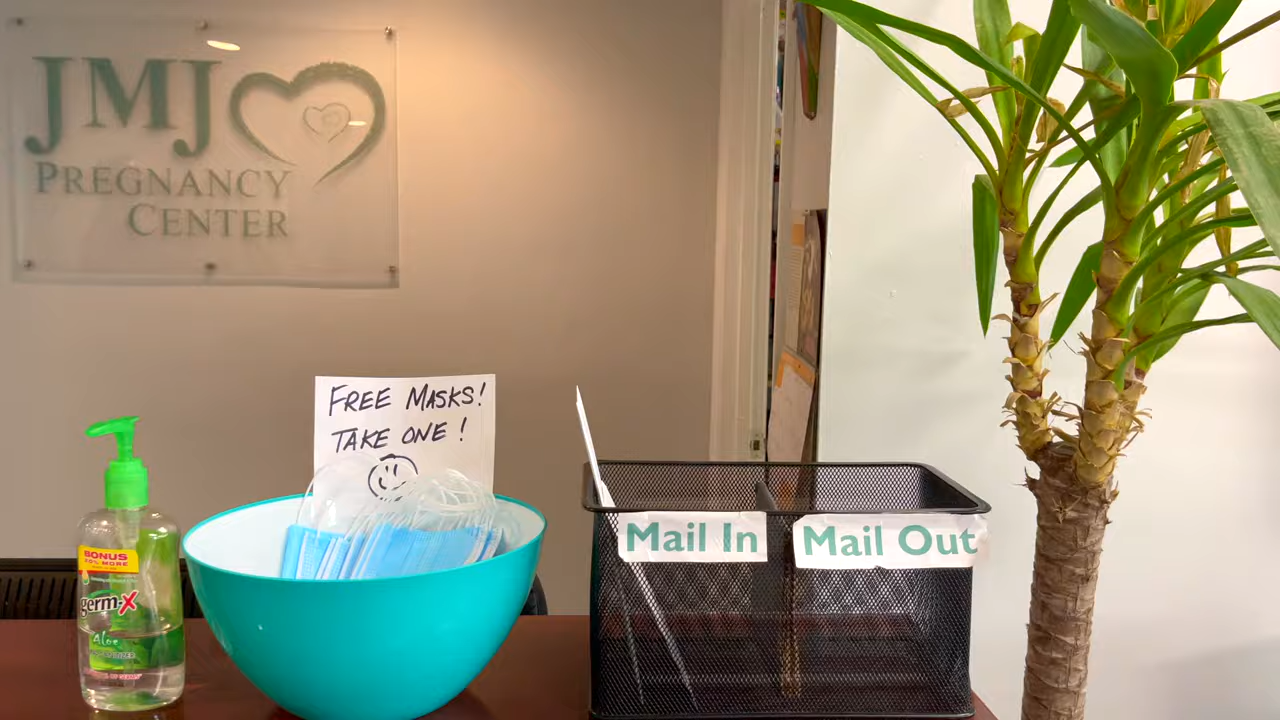 JMJ
PREGNANCY
CENTER
FREE MASKS!
TAKE ONE!
BONUS
germ-X
Aloe
Mail In
Mail Out